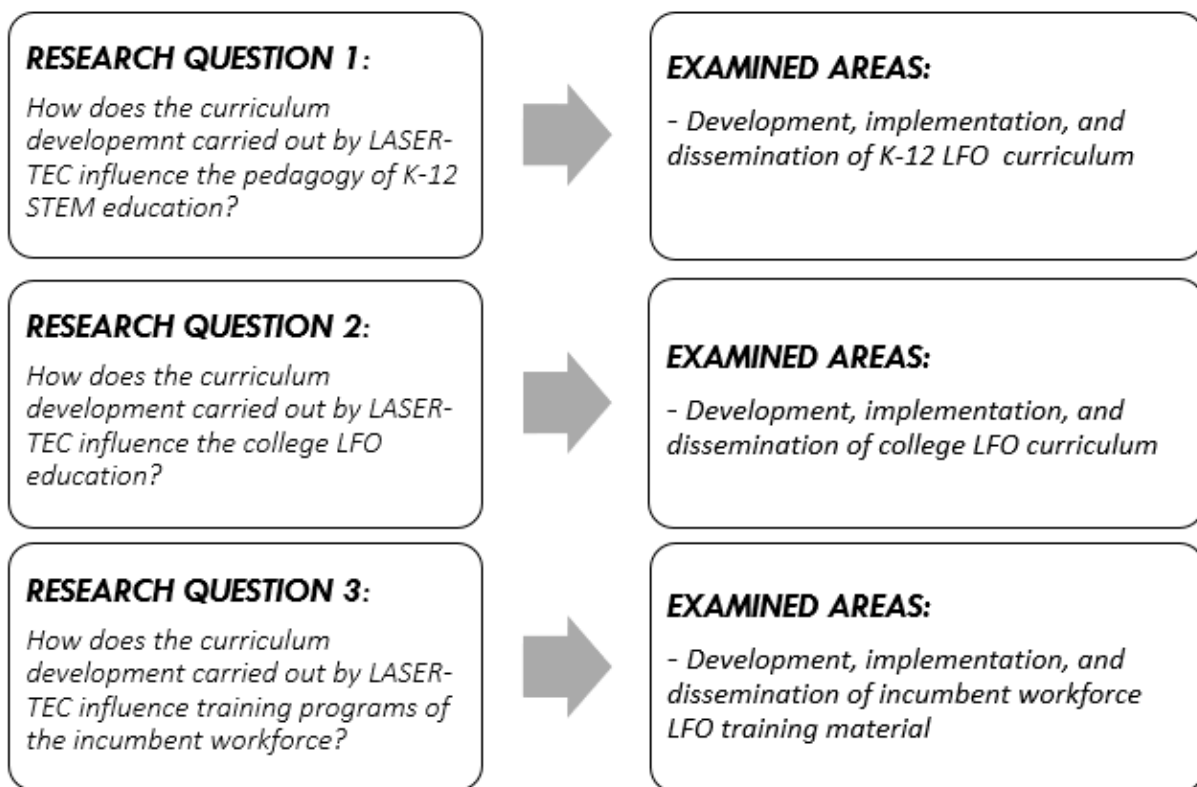 RESEARCH QUESTION 1:
How does the curriculum
developemnt carried out by LASER-
TEC influence the pedagogy of K-12
STEM education?
EXAMINED AREAS:
- Development, implementation, and
dissemination of K-12 LFO curriculum
RESEARCH QUESTION 2:
How does the curriculum
development carried out by LASER-
TEC influence the college LFO
education?
EXAMINED AREAS:
- Development, implementation, and
dissemination of college LFO curriculum
RESEARCH QUESTION 3:
How does the curriculum
development carried out by LASER-
TEC influence training programs of
the incumbent workforce?
EXAMINED AREAS:
- Development, implementation, and
dissemination of incumbent workforce
LFO training material